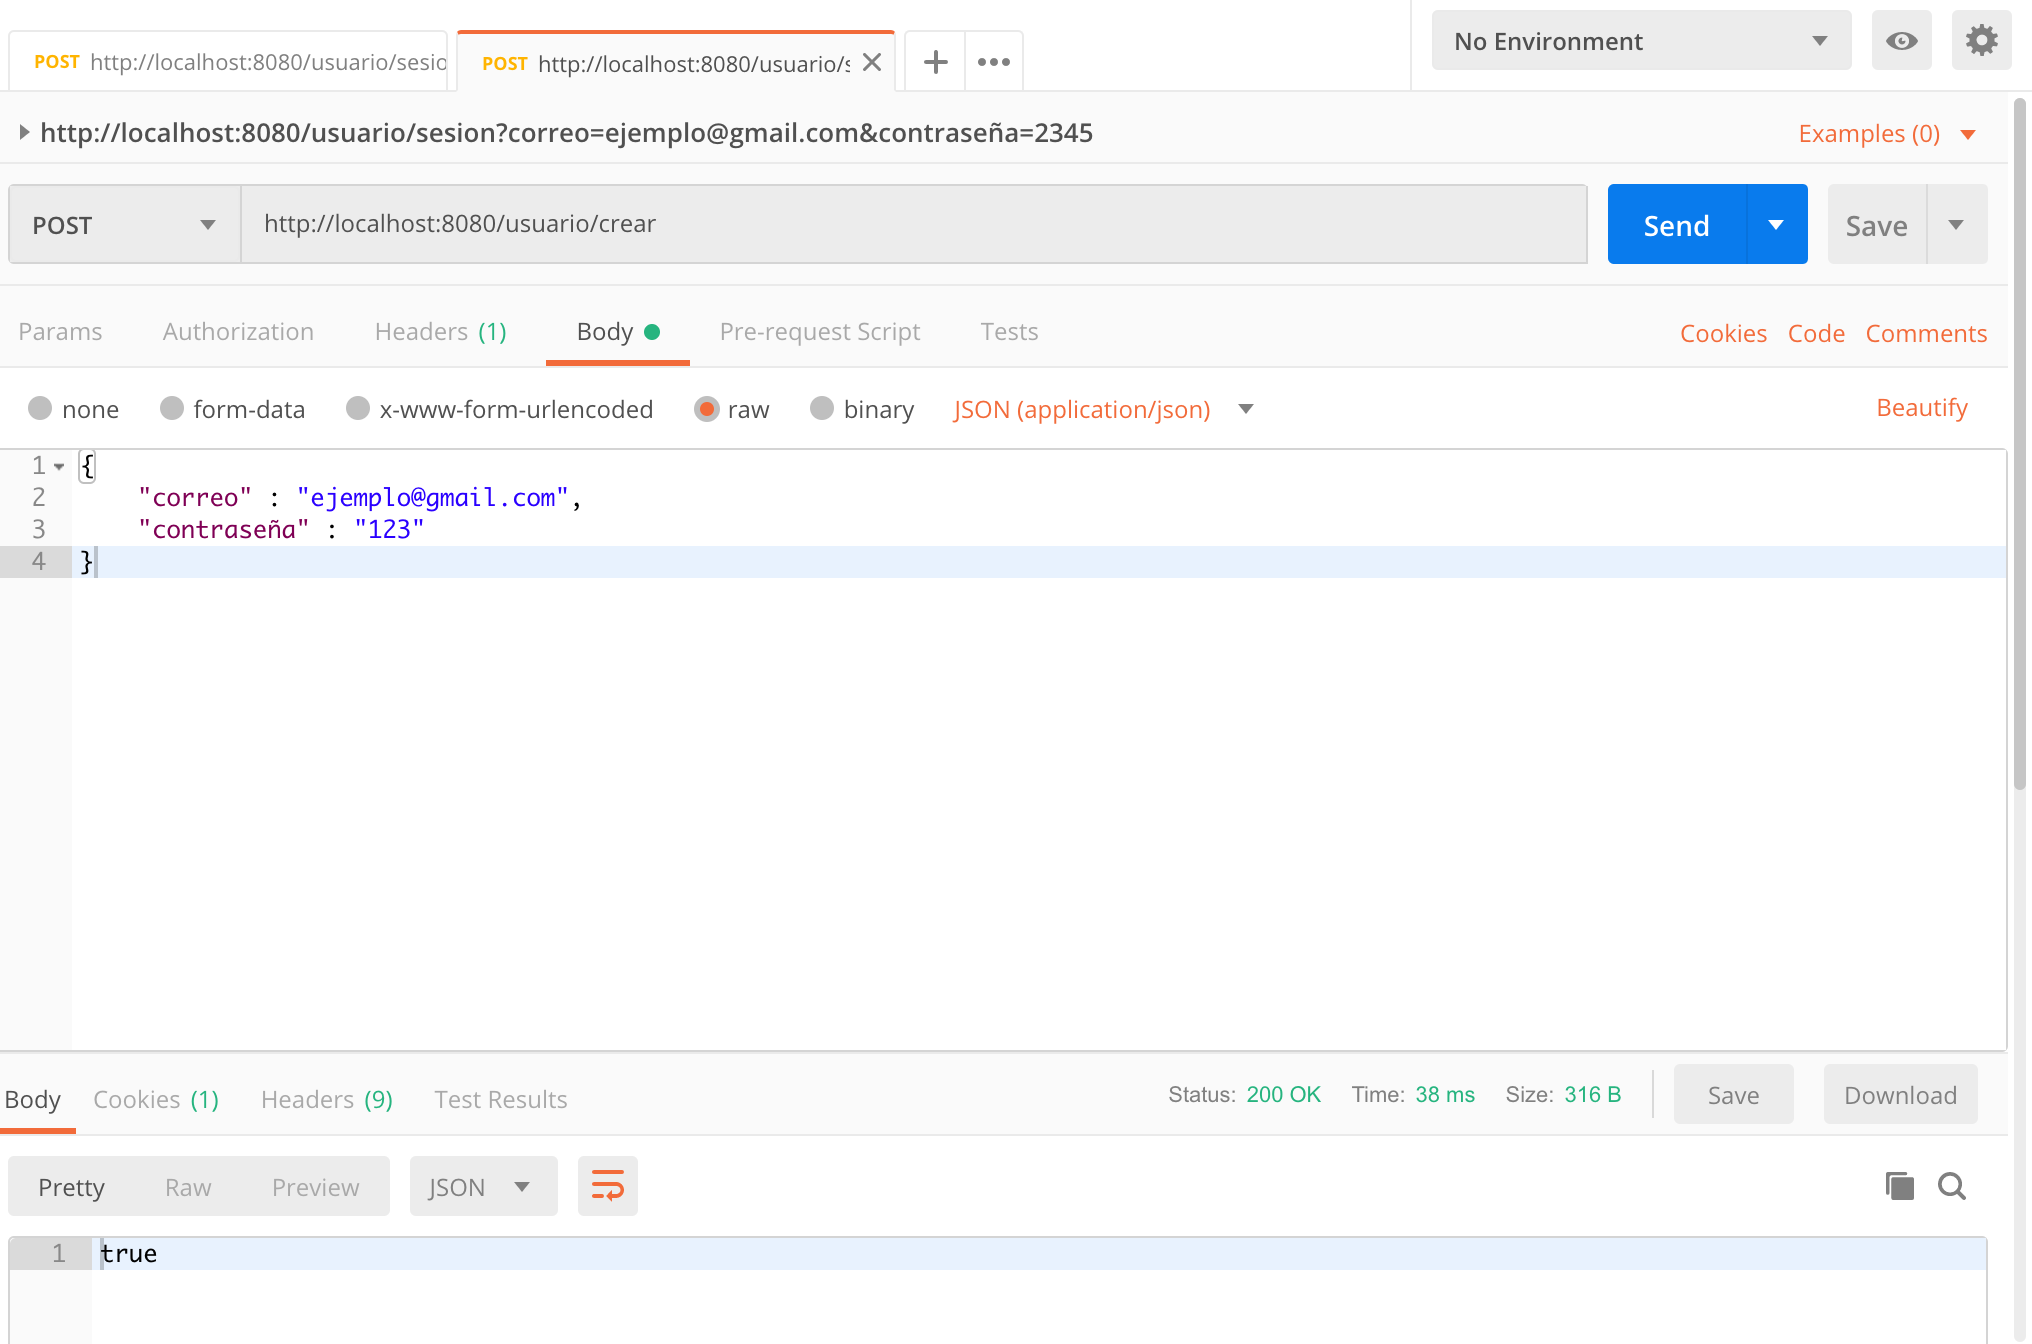 POST http://localhost:8080/usuario/sesio
POST http://localhost:8080/usuario/s
No Environment
http://localhost:8080/usuario/sesion?correo=ejemplo@gmail.com&contraseña=2345
Examples (0)
POST
http://localhost:8080/usuario/crear
Send
Save
Params Authorization Headers (1) Body Pre-request Script Tests Cookies Code Comments
none form-data x-www-form-urlencoded raw binary JSON (application/json) Beautify
1 {
2 "correo" : "ejemplo@gmail.com",
3 "contraseña" : "123"
4 }
Body Cookies (1) Headers (9) Test Results Status: 200 OK Time: 38 ms Size: 316 B Save Download
Pretty Raw Preview JSON
1 true